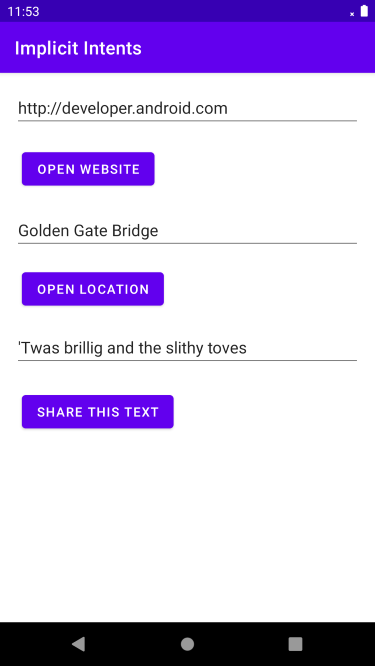 11:53
Implicit Intents
http://developer.android.com
OPEN WEBSITE
Golden Gate Bridge
OPEN LOCATION
'Twas brillig and the slithy toves
SHARE THIS TEXT